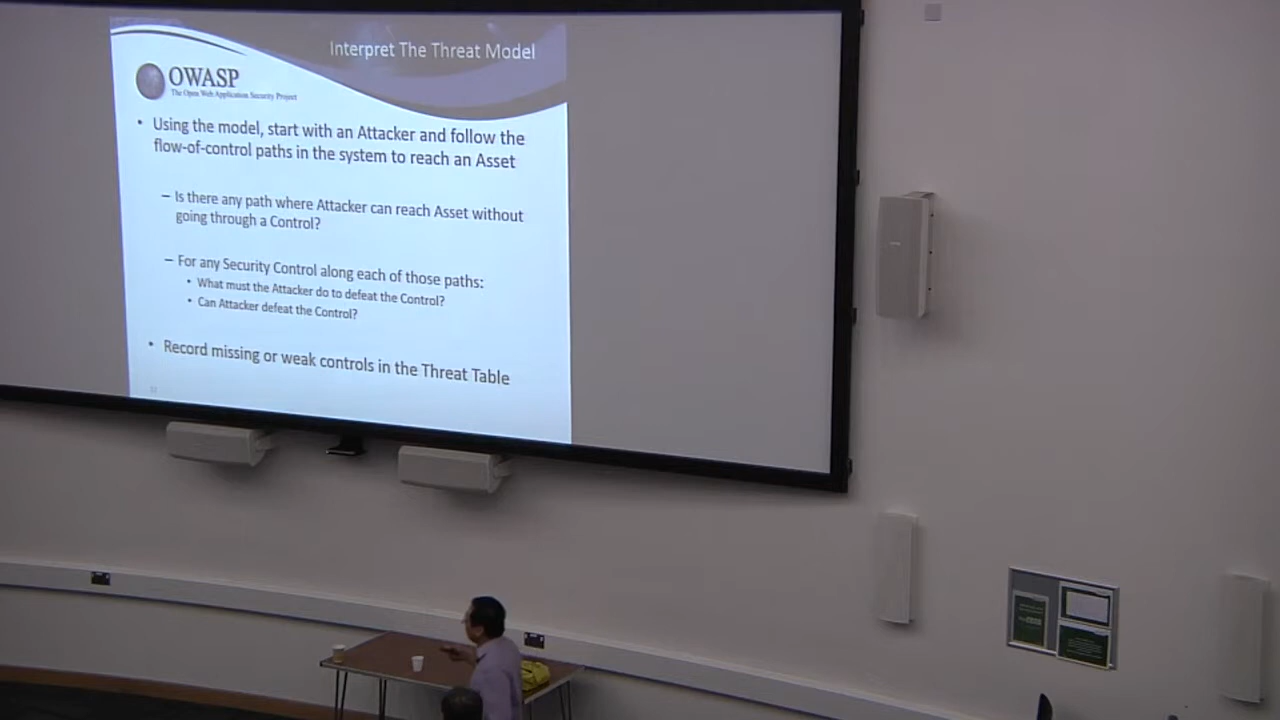 Interpret The Threat Model
OWASP
The Open Web Application Security Project
• Using the model, start with an Attacker and follow the
flow-of-control paths in the system to reach an Asset
– Is there any path where Attacker can reach Asset without
going through a Control?
– For any Security Control along each of those paths:
• What must the Attacker do to defeat the Control?
• Can Attacker defeat the Control?
• Record missing or weak controls in the Threat Table